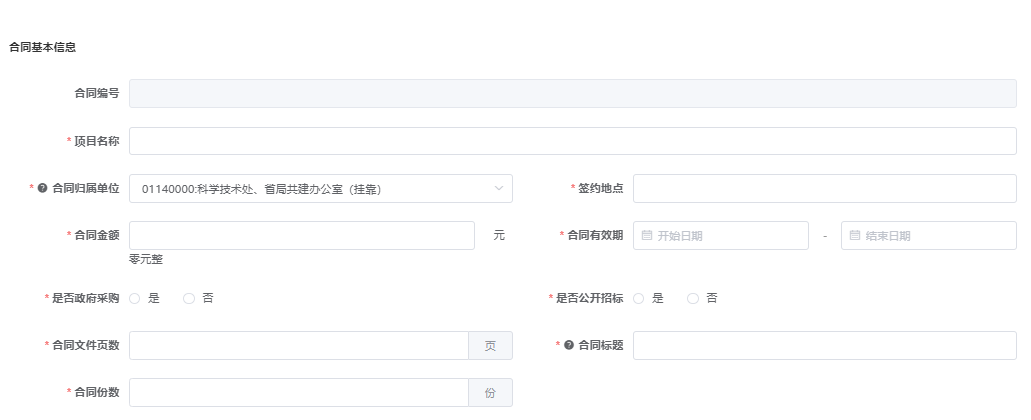 合同基本信息
合同编号
* 项目名称
* 合同归属单位 01140000:科学技术处、省局共建办公室（挂靠） * 签约地点
* 合同金额 元 * 合同有效期 开始日期 - 结束日期
零元整
* 是否政府采购 是 否 * 是否公开招标 是 否
* 合同文件页数 页 * 合同标题
* 合同份数 份